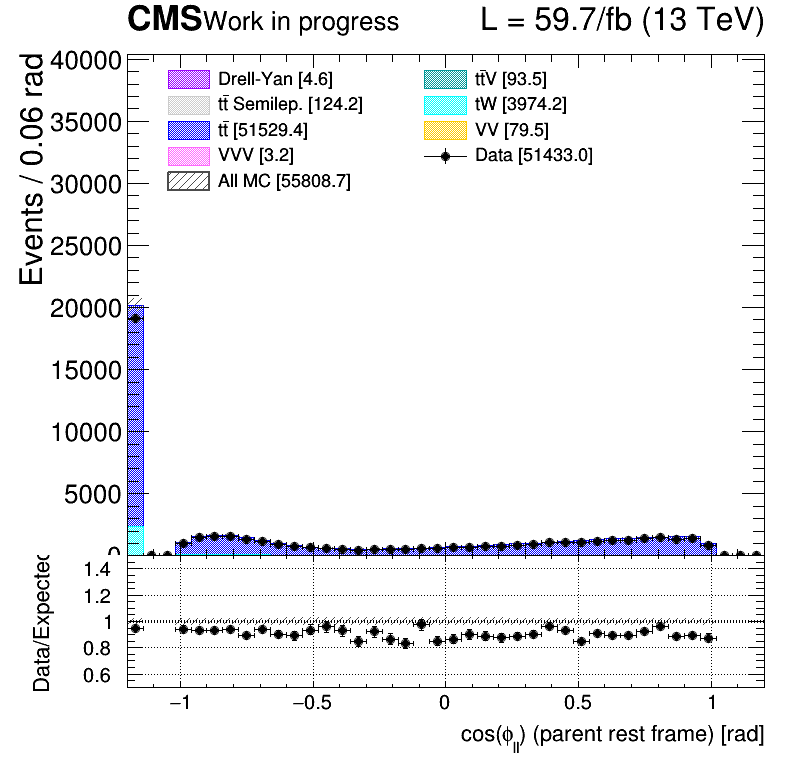 CMS Work in progress L = 59.7/fb (13 TeV)
Events / 0.06 rad
40000
35000
30000
25000
20000
15000
10000
5000
0
Drell-Yan [4.6]
tt̄ Semilep. [124.2]
tt̄ [51529.4]
VVV [3.2]
All MC [55808.7]
tt̄V [93.5]
tW [3974.2]
VV [79.5]
Data [51433.0]
Data/Expected
1.4
1.2
1
0.8
0.6
−1 −0.5 0 0.5 1
cos(ϕ_ll) (parent rest frame) [rad]